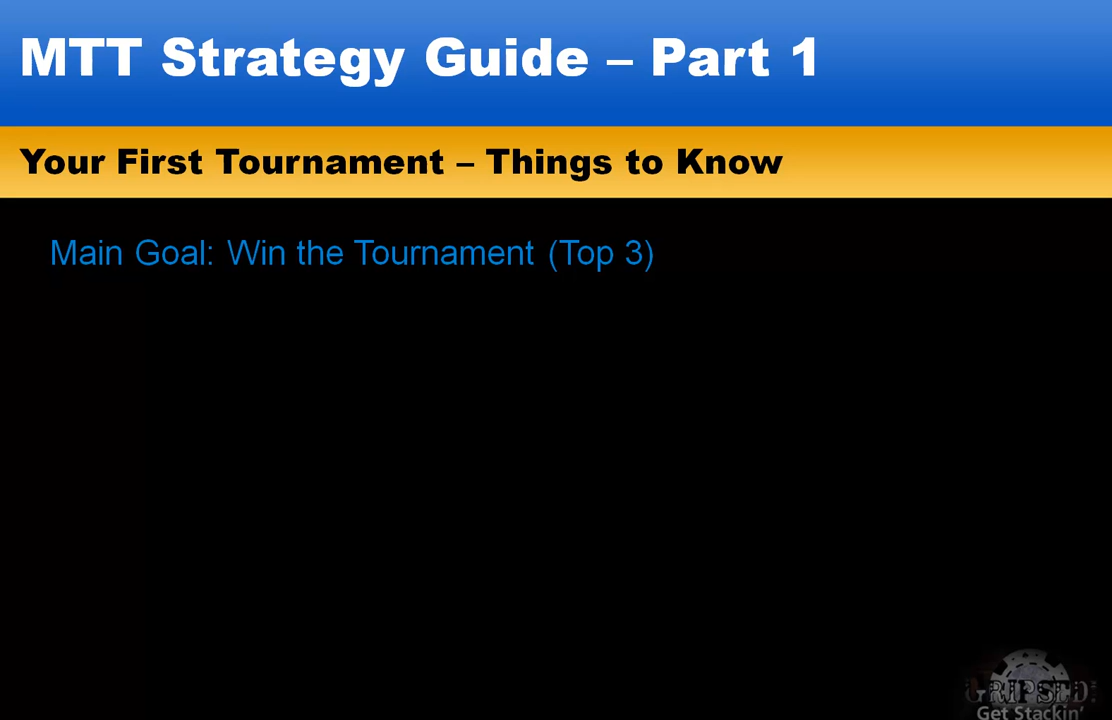 MTT Strategy Guide – Part 1
Your First Tournament – Things to Know
Main Goal: Win the Tournament (Top 3)
GRIPSED
Get Stackin'